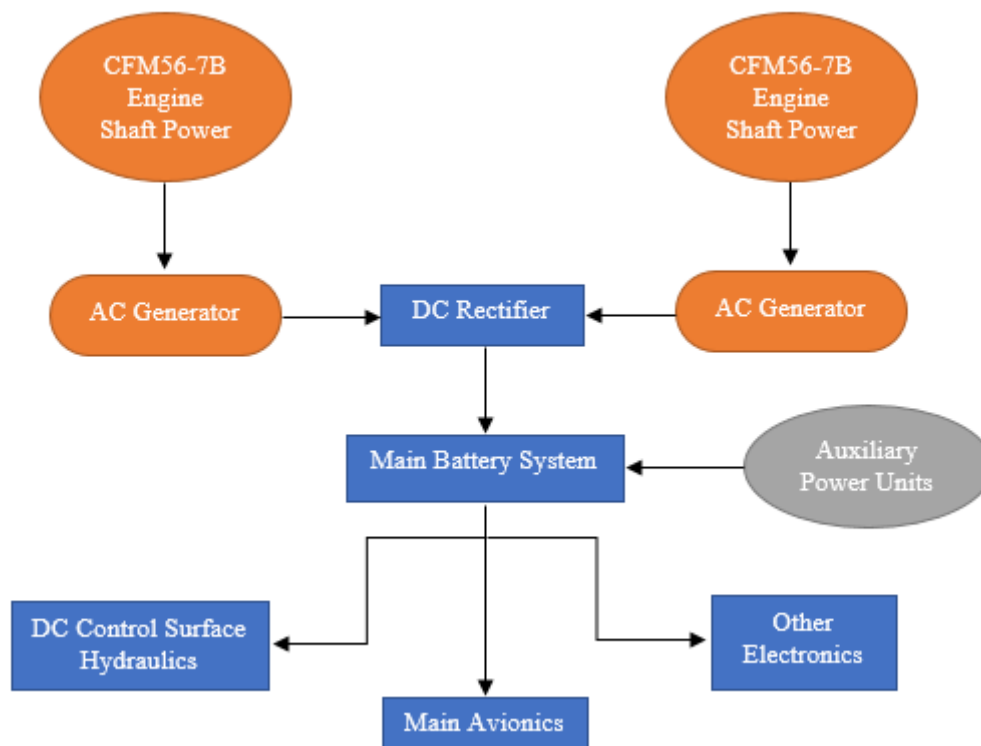 CFM56-7B
Engine
Shaft Power
CFM56-7B
Engine
Shaft Power
AC Generator
DC Rectifier
AC Generator
Main Battery System
Auxiliary
Power Units
DC Control Surface
Hydraulics
Other
Electronics
Main Avionics